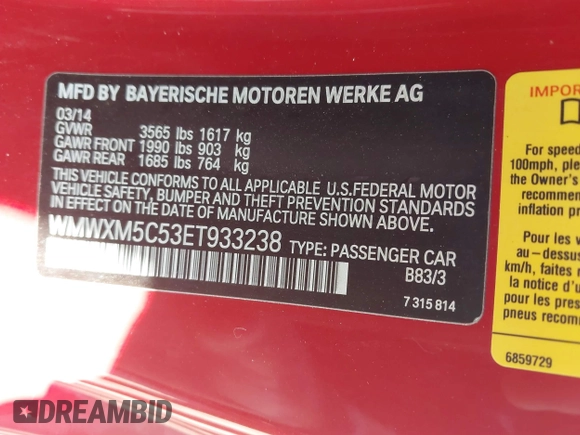 MFD BY BAYERISCHE MOTOREN WERKE AG
03/14
GVWR 3565 lbs 1617 kg
GAWR FRONT 1990 lbs 903 kg
GAWR REAR 1685 lbs 764 kg
THIS VEHICLE CONFORMS TO ALL APPLICABLE U.S.FEDERAL MOTOR
VEHICLE SAFETY, BUMPER AND THEFT PREVENTION STANDARDS
IN EFFECT ON THE DATE OF MANUFACTURE SHOWN ABOVE.
WMWXM5C53ET933238 TYPE: PASSENGER CAR
B83/3
7 315 814
IMPOR
For speed
100mph, ple
the Owner's
recommen
inflation p
Pour les v
au–dessus
km/h, faites
la notice d'u
pour les pre
pneus recom
6859729
DREAMBID